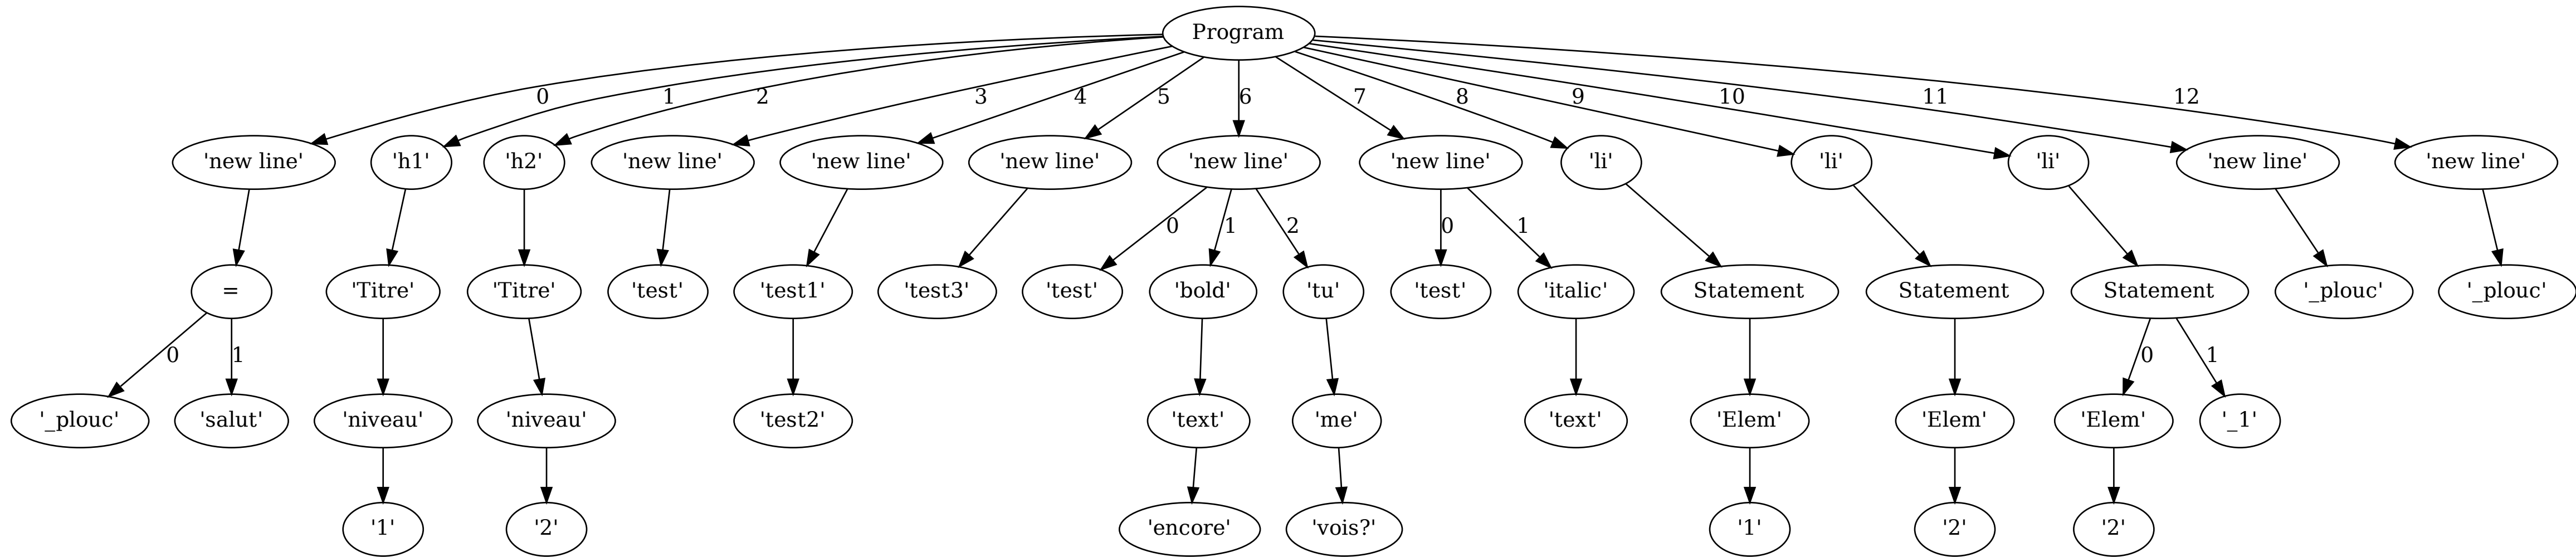 Program
0 1 2 3 4 5 6 7 8 9 10 11 12
'new line' 'h1' 'h2' 'new line' 'new line' 'new line' 'new line' 'new line' 'li' 'li' 'li' 'new line' 'new line'
0 1 2 0 1
= 'Titre' 'Titre' 'test' 'test1' 'test3' 'test' 'bold' 'tu' 'test' 'italic' Statement Statement Statement '_plouc' '_plouc'
0 1 0 1
'_plouc' 'salut' 'niveau' 'niveau' 'test2' 'text' 'me' 'text' 'Elem' 'Elem' 'Elem' '_1'
'1' '2' 'encore' 'vois?' '1' '2' '2'